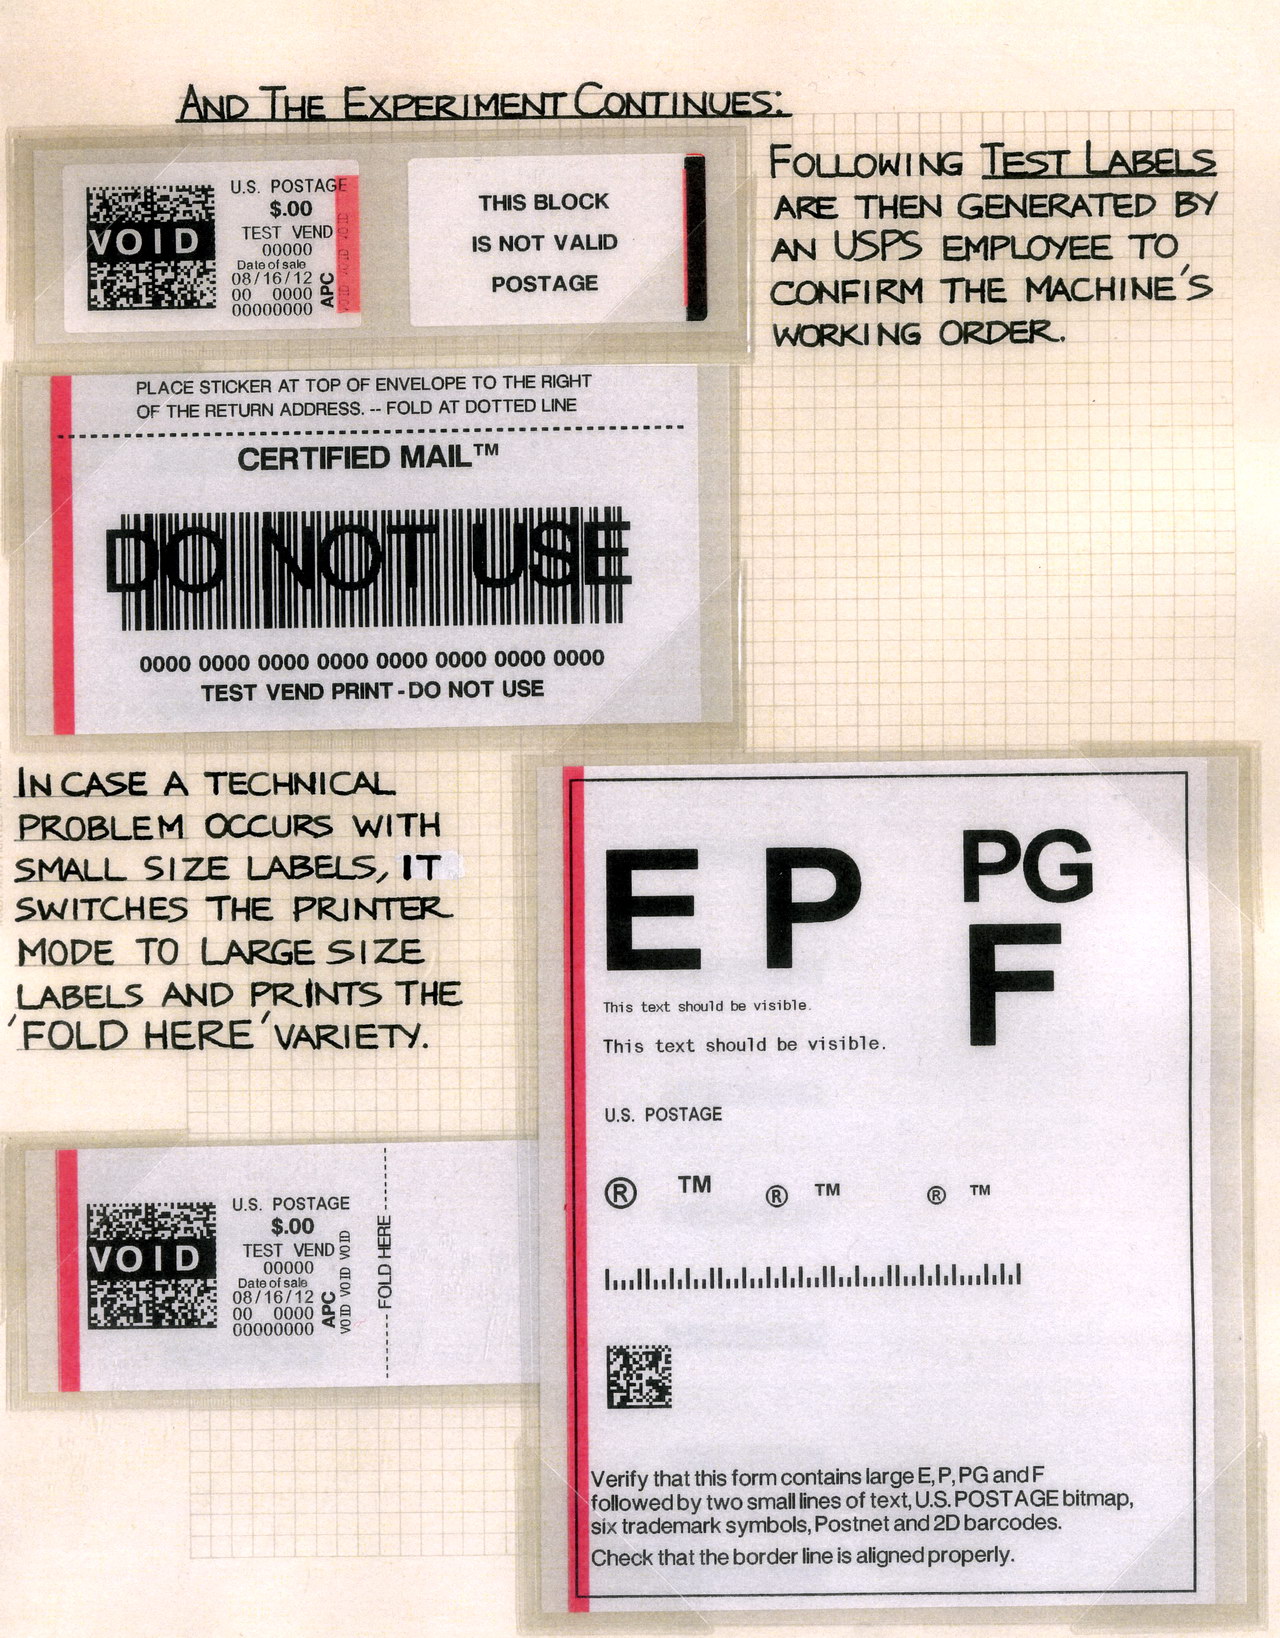 AND THE EXPERIMENT CONTINUES:
VOID
U.S. POSTAGE
$.00
TEST VEND
00000
Date of sale
08/16/12
00 0000
00000000
APC
VOID VOID VOID
THIS BLOCK
IS NOT VALID
POSTAGE
FOLLOWING TEST LABELS
ARE THEN GENERATED BY
AN USPS EMPLOYEE TO
CONFIRM THE MACHINE'S
WORKING ORDER.
PLACE STICKER AT TOP OF ENVELOPE TO THE RIGHT
OF THE RETURN ADDRESS. -- FOLD AT DOTTED LINE
CERTIFIED MAIL™
DO NOT USE
0000 0000 0000 0000 0000 0000 0000 0000
TEST VEND PRINT - DO NOT USE
IN CASE A TECHNICAL
PROBLEM OCCURS WITH
SMALL SIZE LABELS, IT
SWITCHES THE PRINTER
MODE TO LARGE SIZE
LABELS AND PRINTS THE
'FOLD HERE' VARIETY.
VOID
U.S. POSTAGE
$.00
TEST VEND
00000
Date of sale
08/16/12
00 0000
00000000
APC
VOID VOID VOID
FOLD HERE
E P PG
F
This text should be visible.
This text should be visible.
U.S. POSTAGE
® ™ ® ™ ® ™
Verify that this form contains large E, P, PG and F
followed by two small lines of text, U.S. POSTAGE bitmap,
six trademark symbols, Postnet and 2D barcodes.
Check that the border line is aligned properly.